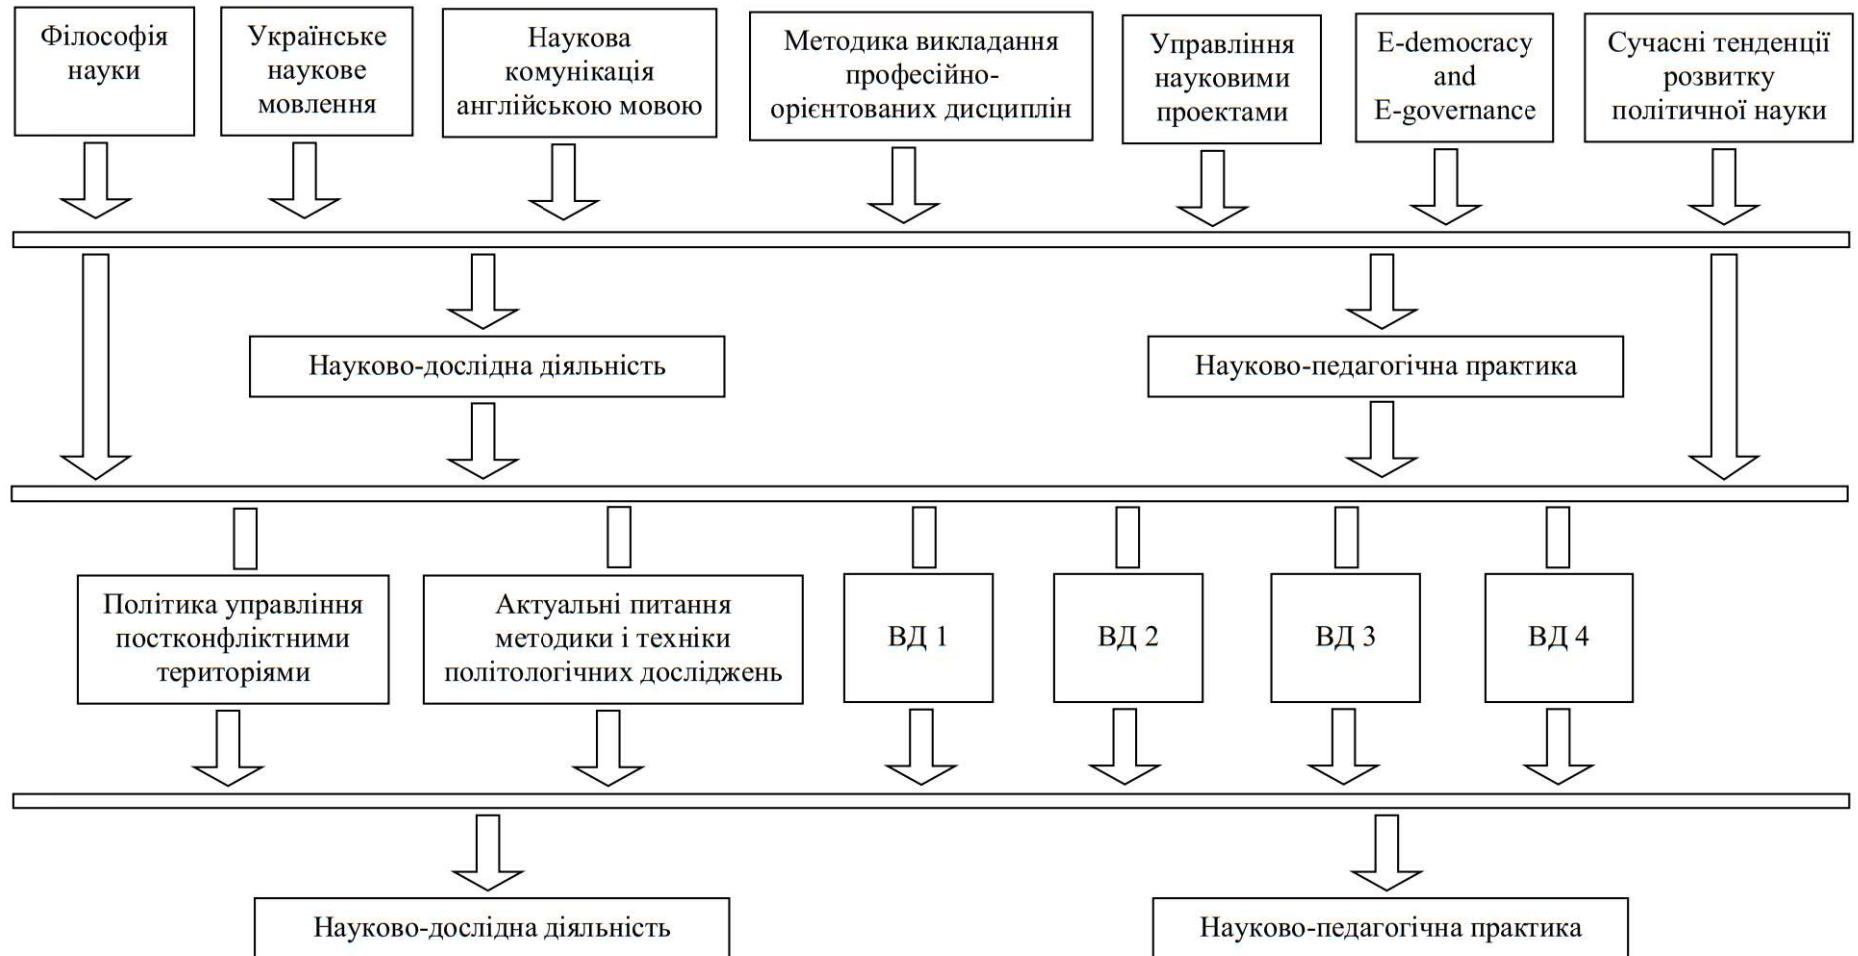 Філософія
науки
Українське
наукове
мовлення
Наукова
комунікація
англійською мовою
Методика викладання
професійно-
орієнтованих дисциплін
Управління
науковими
проектами
E-democracy
and
E-governance
Сучасні тенденції
розвитку
політичної науки
Науково-дослідна діяльність
Науково-педагогічна практика
Політика управління
постконфліктними
територіями
Актуальні питання
методики і техніки
політологічних досліджень
ВД 1
ВД 2
ВД 3
ВД 4
Науково-дослідна діяльність
Науково-педагогічна практика